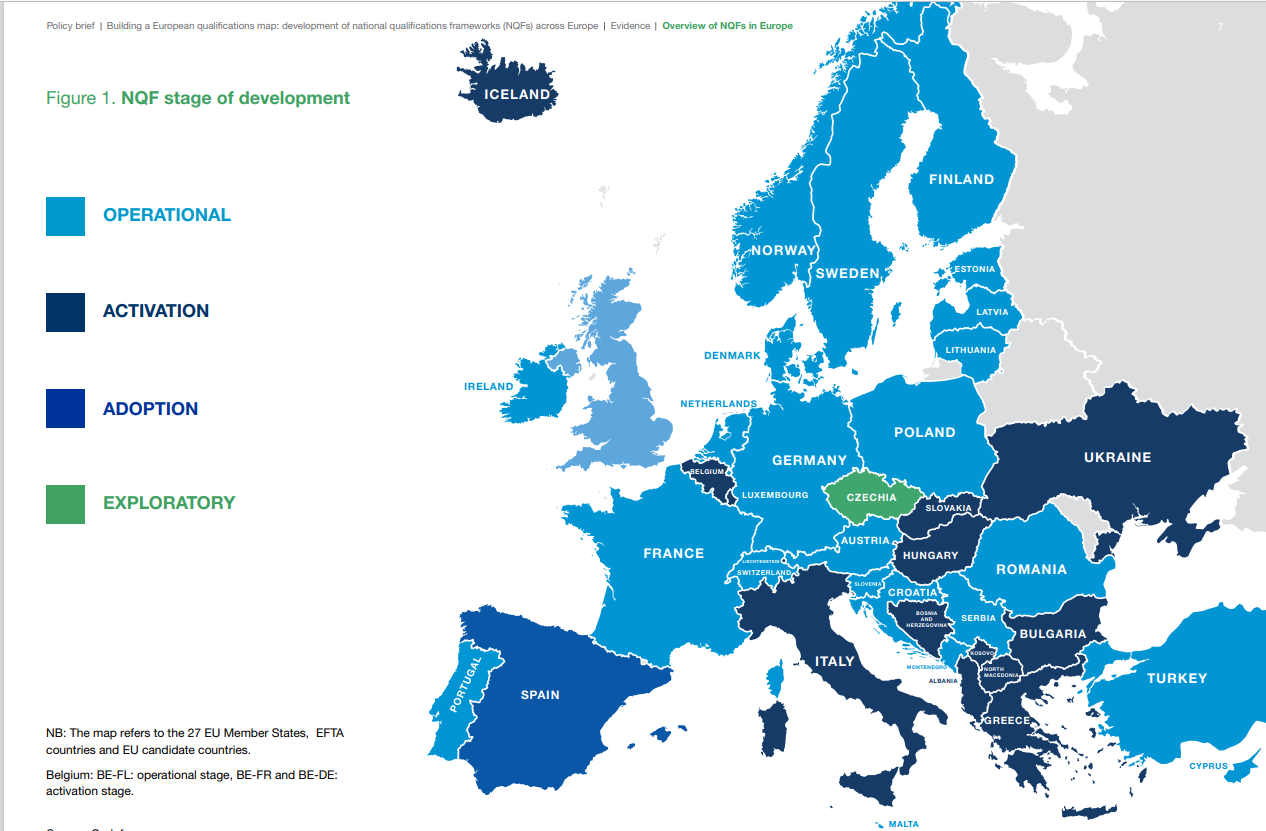 Policy brief | Building a European qualifications map: development of national qualifications frameworks (NQFs) across Europe | Evidence | Overview of NQFs in Europe
7
Figure 1. NQF stage of development
OPERATIONAL
ACTIVATION
ADOPTION
EXPLORATORY
ICELAND
FINLAND
NORWAY
SWEDEN
ESTONIA
LATVIA
LITHUANIA
DENMARK
IRELAND
NETHERLANDS
POLAND
GERMANY
UKRAINE
BELGIUM
LUXEMBOURG
CZECHIA
SLOVAKIA
AUSTRIA
FRANCE
HUNGARY
LIECHTENSTEIN
SWITZERLAND
ROMANIA
SLOVENIA
CROATIA
BOSNIA
AND
HERZEGOVINA
SERBIA
BULGARIA
KOSOVO
ITALY
MONTENEGRO
NORTH
MACEDONIA
ALBANIA
TURKEY
PORTUGAL
SPAIN
GREECE
CYPRUS
MALTA
NB: The map refers to the 27 EU Member States, EFTA
countries and EU candidate countries.
Belgium: BE-FL: operational stage, BE-FR and BE-DE:
activation stage.